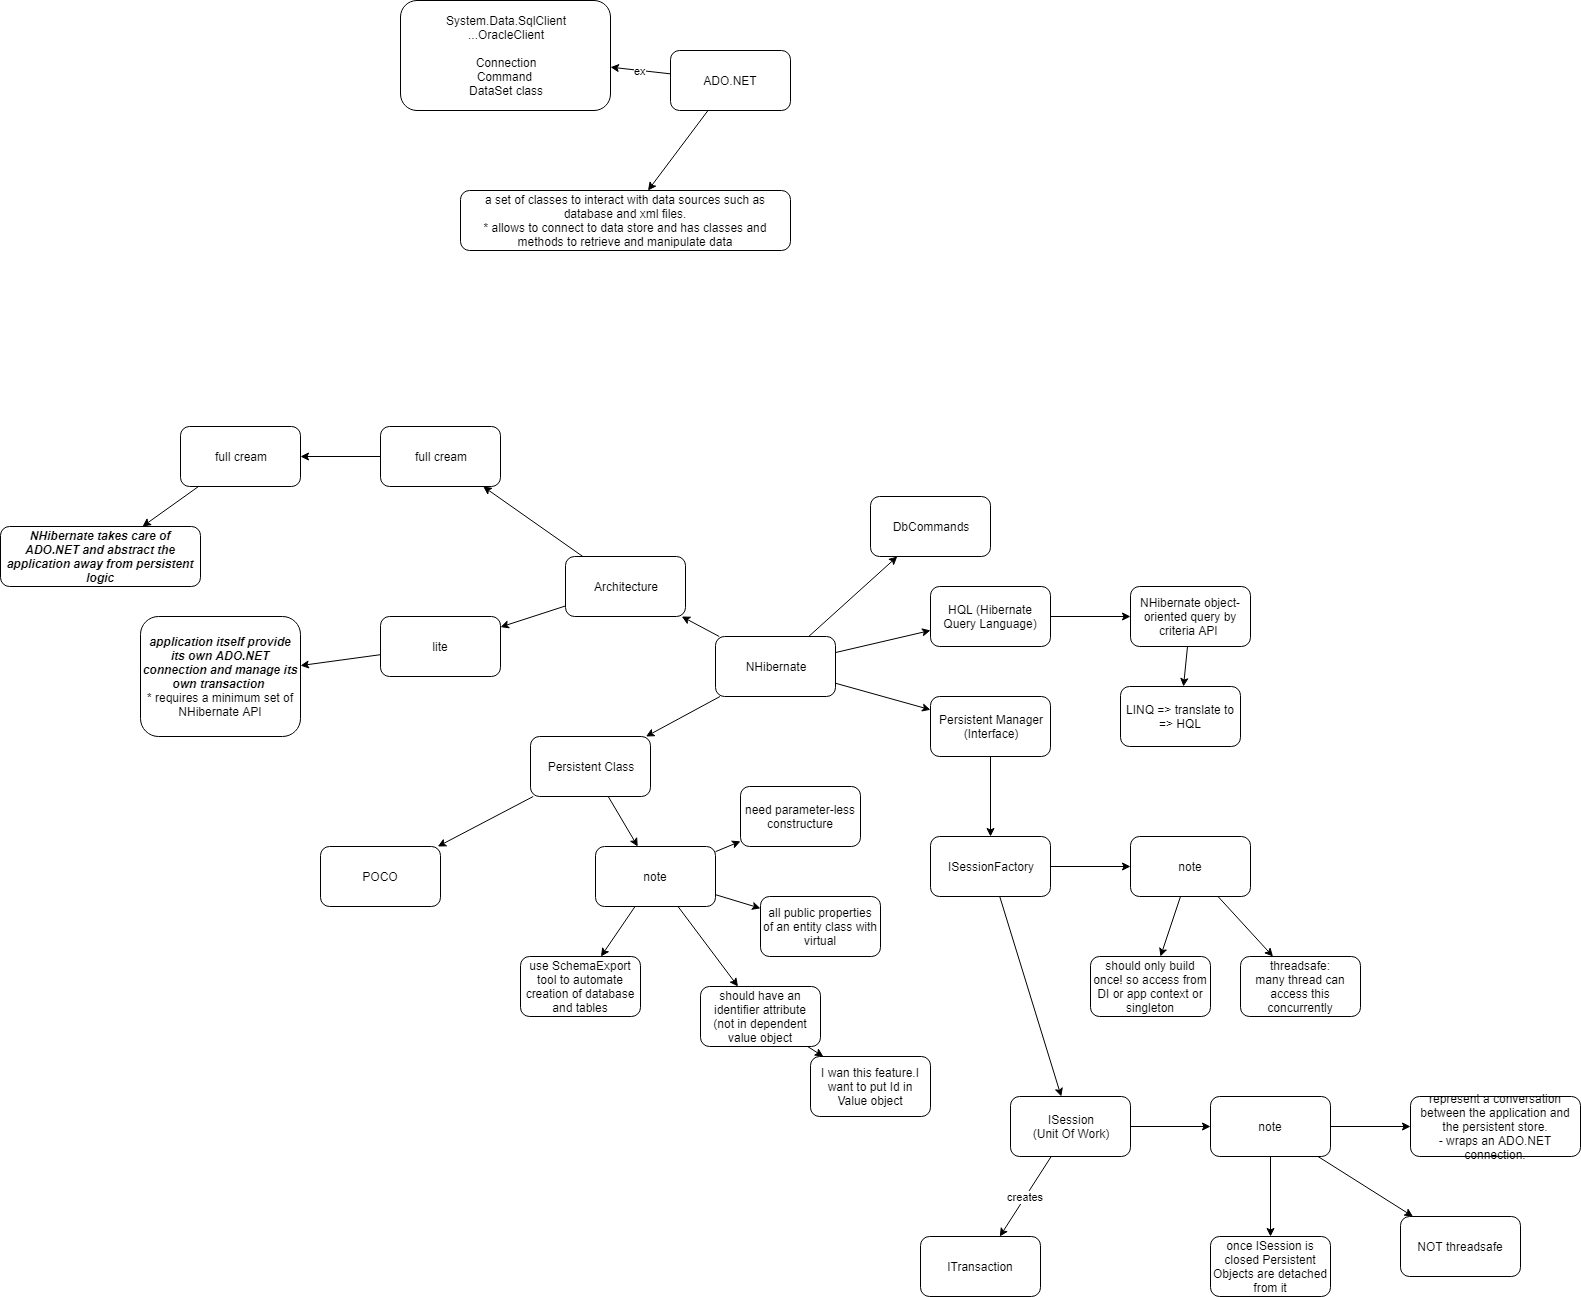 System.Data.SqlClient
...OracleClient
Connection
Command
DataSet class
ex
ADO.NET
a set of classes to interact with data sources such as
database and xml files.
* allows to connect to data store and has classes and
methods to retrieve and manipulate data
full cream
full cream
NHibernate takes care of
ADO.NET and abstract the
application away from persistent
logic
Architecture
lite
application itself provide
its own ADO.NET
connection and manage its
own transaction
* requires a minimum set of
NHibernate API
DbCommands
HQL (Hibernate
Query Language)
NHibernate object-
oriented query by
criteria API
LINQ => translate to
=> HQL
NHibernate
Persistent Manager
(Interface)
Persistent Class
POCO
note
need parameter-less
constructure
all public properties
of an entity class with
virtual
use SchemaExport
tool to automate
creation of database
and tables
should have an
identifier attribute
(not in dependent
value object
I wan this feature.I
want to put Id in
Value object
ISessionFactory
note
should only build
once! so access from
DI or app context or
singleton
threadsafe:
many thread can
access this
concurrently
ISession
(Unit Of Work)
note
represent a conversation
between the application and
the persistent store.
- wraps an ADO.NET
connection.
creates
ITransaction
once ISession is
closed Persistent
Objects are detached
from it
NOT threadsafe